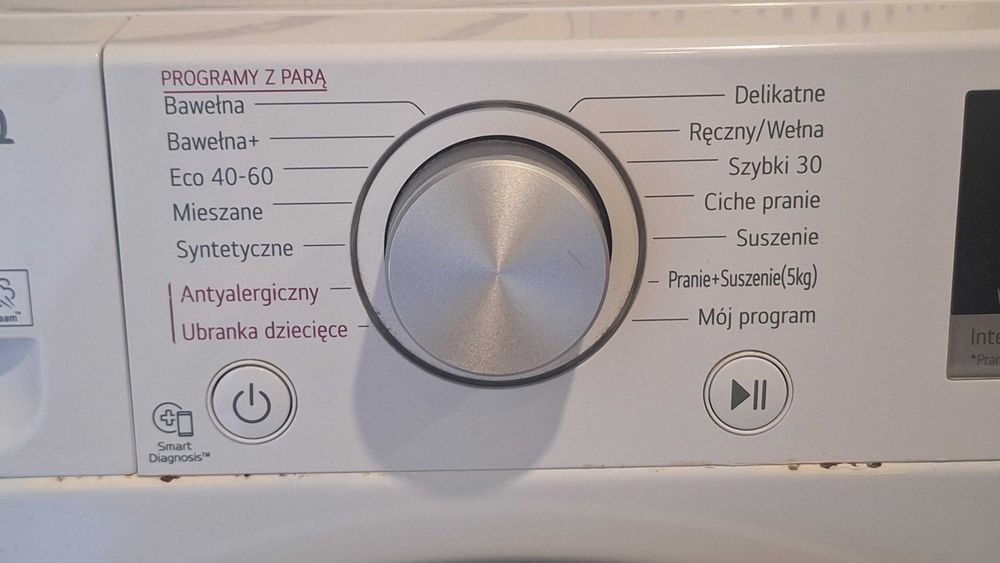 PROGRAMY Z PARĄ
Bawełna
Bawełna+
Eco 40-60
Mieszane
Syntetyczne
Antyalergiczny
Ubranka dziecięce
Delikatne
Ręczny/Wełna
Szybki 30
Ciche pranie
Suszenie
Pranie+Suszenie(5kg)
Mój program
Smart
Diagnosis™